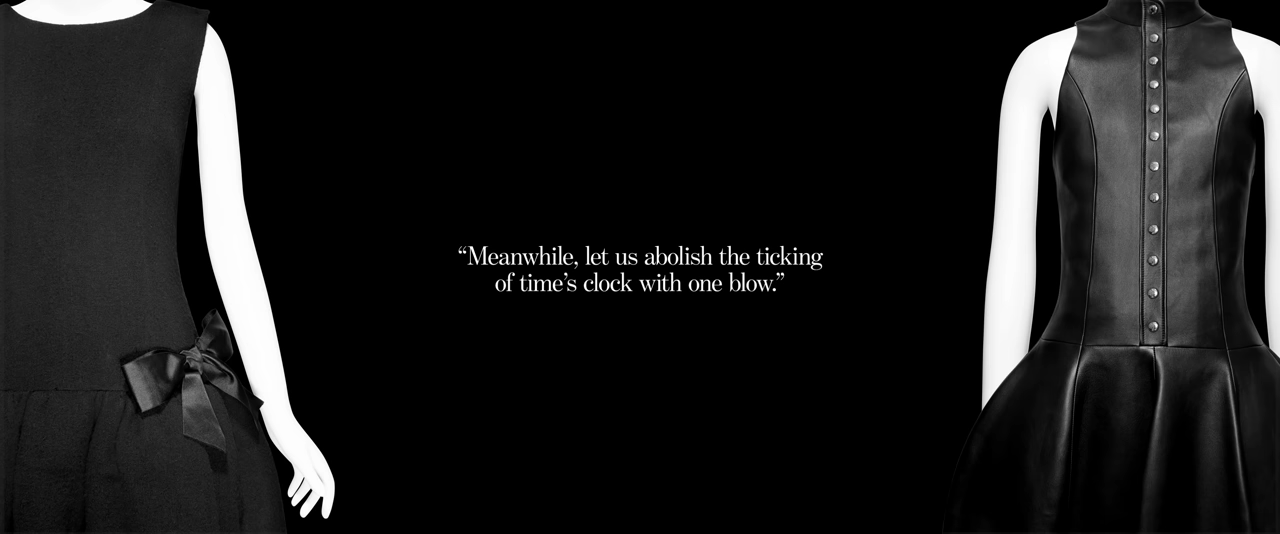 “Meanwhile, let us abolish the ticking
of time’s clock with one blow.”